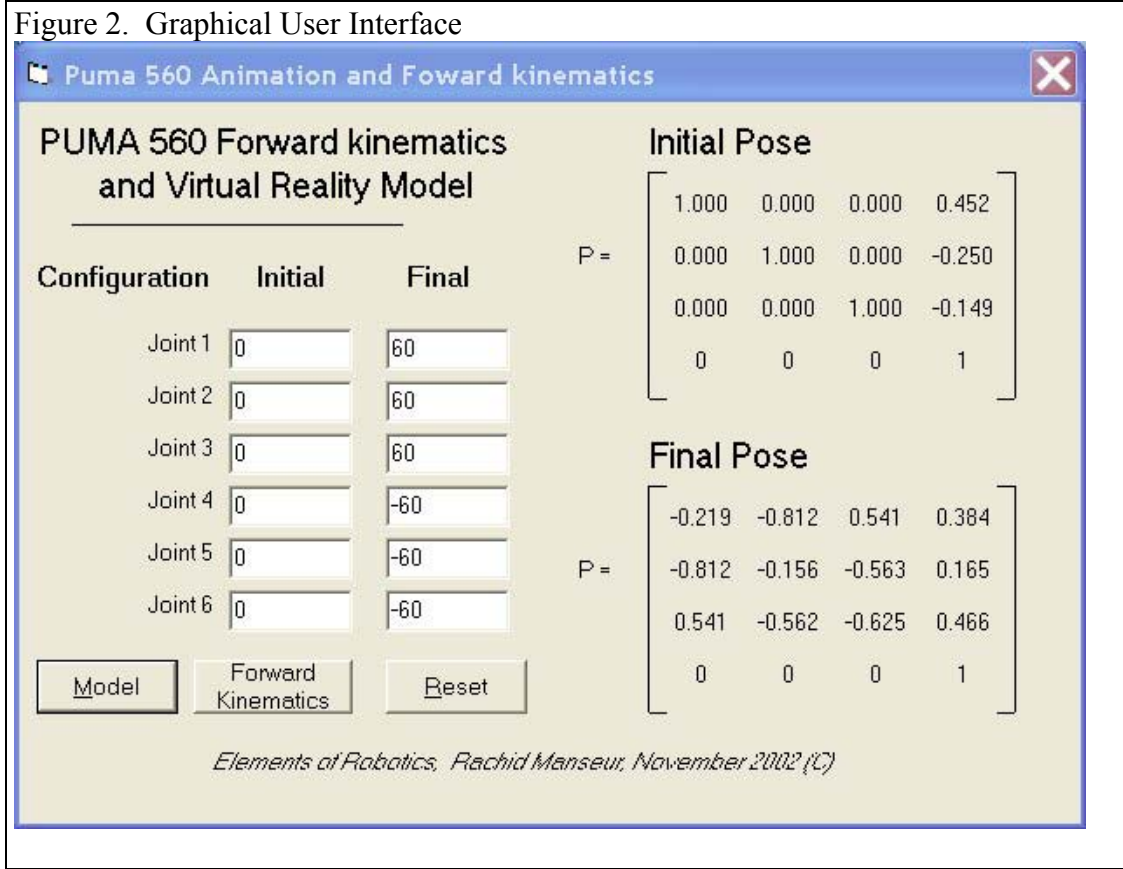 Figure 2. Graphical User Interface
Puma 560 Animation and Foward kinematics
PUMA 560 Forward kinematics
and Virtual Reality Model
Configuration Initial Final
Joint 1 0 60
Joint 2 0 60
Joint 3 0 60
Joint 4 0 -60
Joint 5 0 -60
Joint 6 0 -60
Model Forward Kinematics Reset
Initial Pose
1.000 0.000 0.000 0.452
P = 0.000 1.000 0.000 -0.250
0.000 0.000 1.000 -0.149
0 0 0 1
Final Pose
-0.219 -0.812 0.541 0.384
P = -0.812 -0.156 -0.563 0.165
0.541 -0.562 -0.625 0.466
0 0 0 1
Elements of Robotics, Rachid Manseur, November 2002 (C)